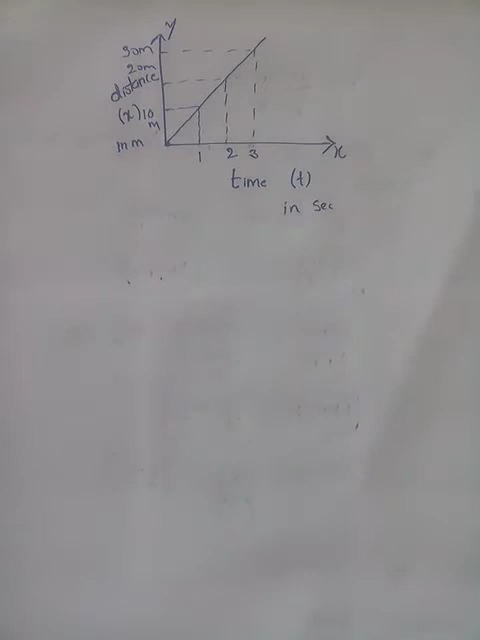 y
30m
20m
distance
(x) 10
m
in m
1 2 3 x
time (t)
in sec